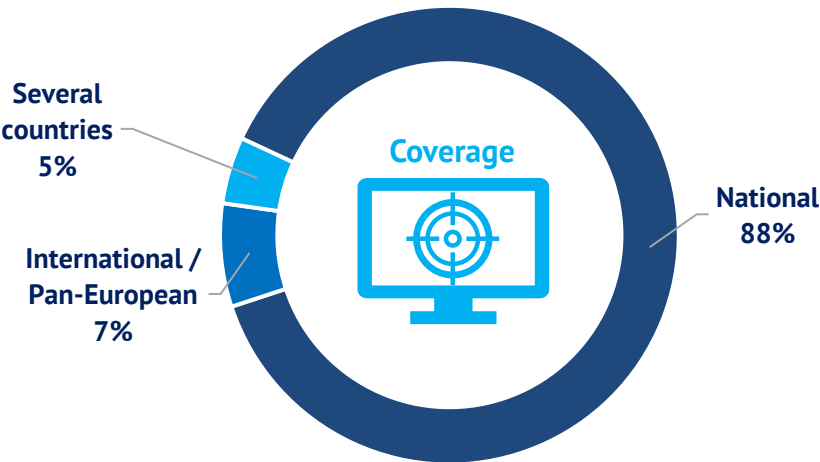 Several
countries
5%
Coverage
National
88%
International /
Pan-European
7%